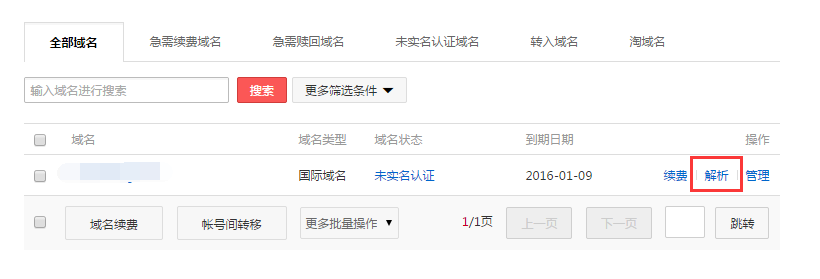 全部域名 急需续费域名 急需赎回域名 未实名认证域名 转入域名 淘域名
输入域名进行搜索 搜索 更多筛选条件
域名 域名类型 域名状态 到期日期 操作
国际域名 未实名认证 2016-01-09 续费 解析 管理
域名续费 帐号间转移 更多批量操作 1/1页 上一页 下一页 跳转